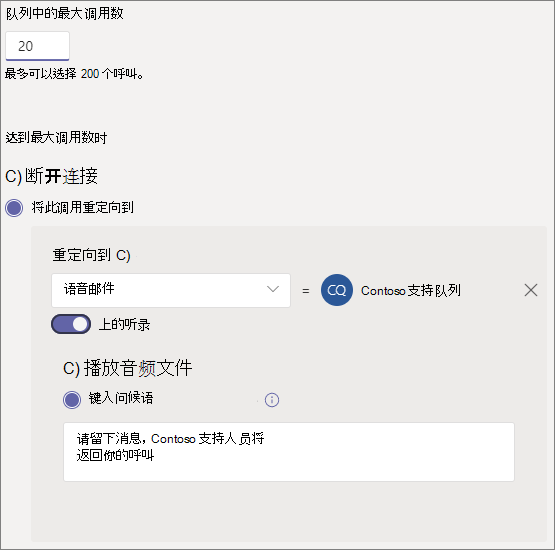 队列中的最大调用数
20
最多可以选择 200 个呼叫。
达到最大调用数时
C) 断开连接
将此调用重定向到
重定向到 C)
语音邮件
= CQ Contoso 支持队列
上的听录
C) 播放音频文件
键入问候语
请留下消息，Contoso 支持人员将
返回你的呼叫